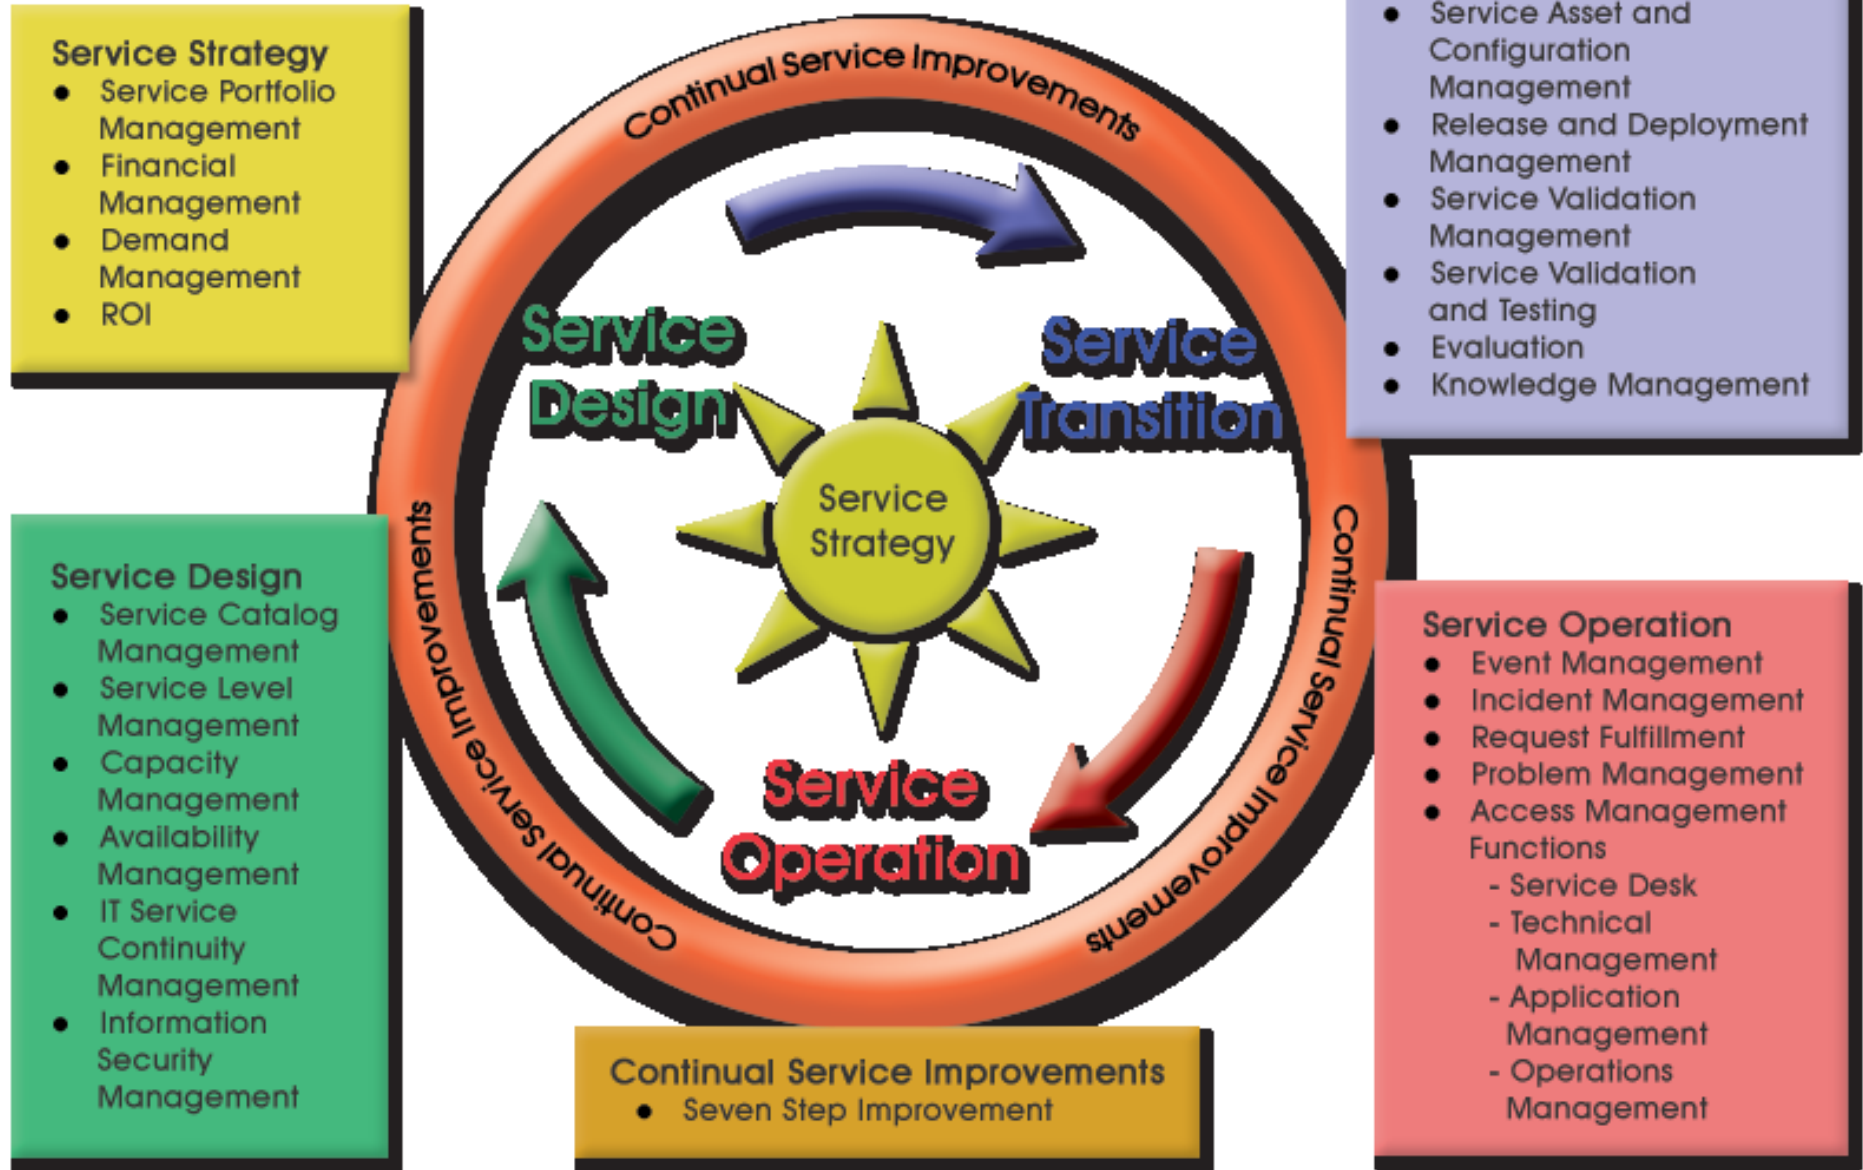 Service Strategy
● Service Portfolio
Management
● Financial
Management
● Demand
Management
● ROI
● Service Asset and
Configuration
Management
● Release and Deployment
Management
● Service Validation
Management
● Service Validation
and Testing
● Evaluation
● Knowledge Management
Continual Service Improvements
Service
Design
Service
Transition
Service
Strategy
Service
Operation
Continual Service Improvements
Continual Service Improvements
Service Design
● Service Catalog
Management
● Service Level
Management
● Capacity
Management
● Availability
Management
● IT Service
Continuity
Management
● Information
Security
Management
Service Operation
● Event Management
● Incident Management
● Request Fulfillment
● Problem Management
● Access Management
Functions
- Service Desk
- Technical
Management
- Application
Management
- Operations
Management
Continual Service Improvements
● Seven Step Improvement